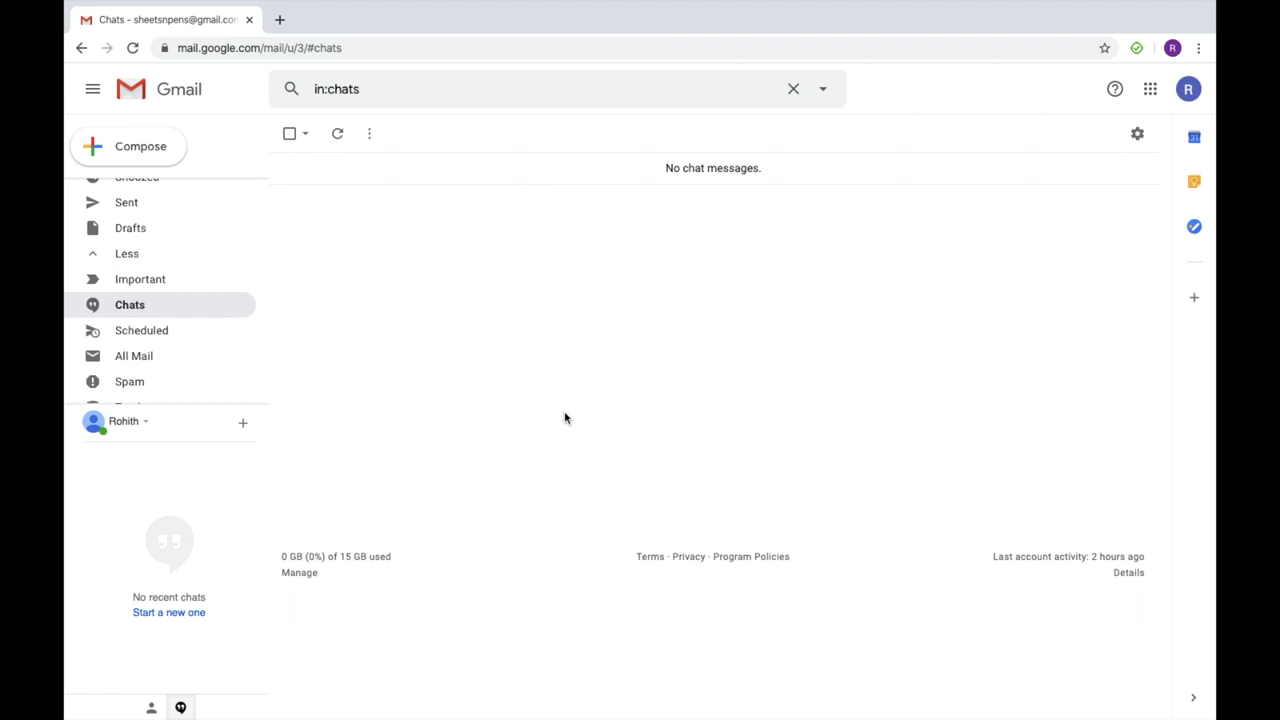 Chats - sheetsnpens@gmail.co
mail.google.com/mail/u/3/#chats
R
Gmail
in:chats
R
Compose
31
No chat messages.
Snoozed
Sent
Drafts
Less
Important
Chats
Scheduled
All Mail
Spam
Rohith
0 GB (0%) of 15 GB used
Manage
Terms · Privacy · Program Policies
Last account activity: 2 hours ago
Details
No recent chats
Start a new one